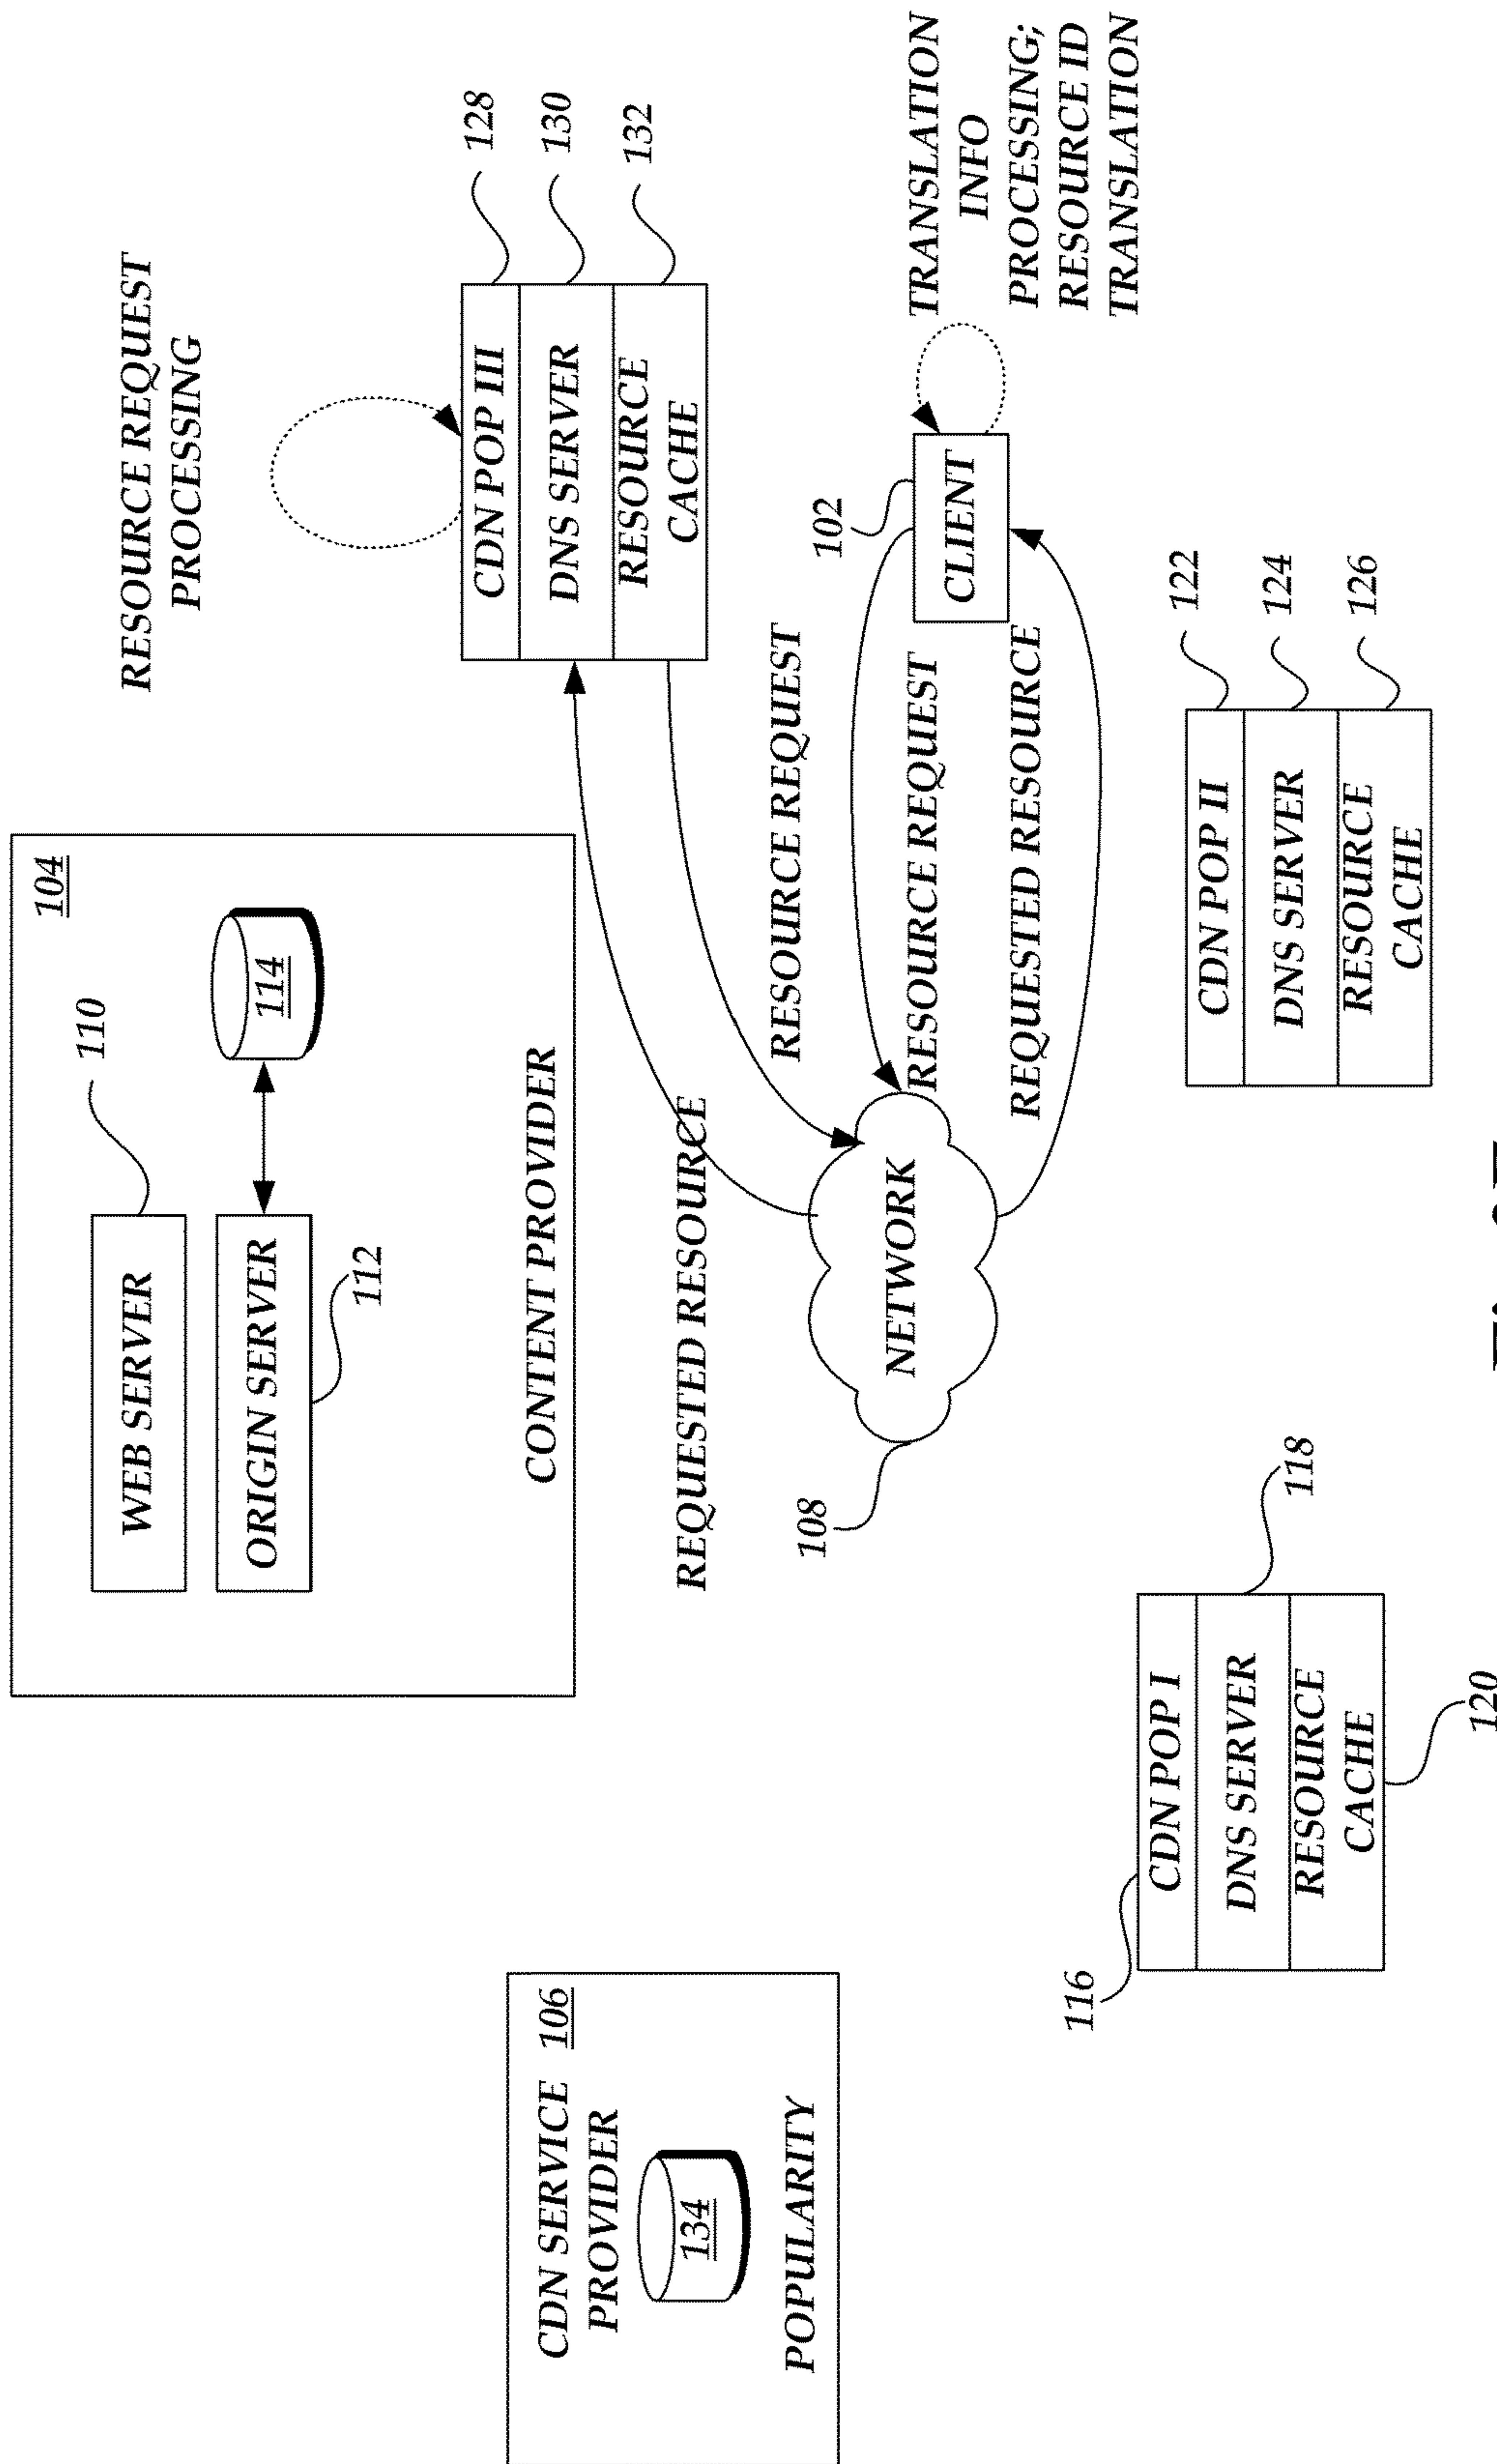 104
WEB SERVER
110
ORIGIN SERVER
112
114
CONTENT PROVIDER
RESOURCE REQUEST
PROCESSING
CDN SERVICE 106
PROVIDER
134
POPULARITY
CDN POP III
DNS SERVER
RESOURCE
CACHE
128
130
132
REQUESTED RESOURCE
RESOURCE REQUEST
108
NETWORK
RESOURCE REQUEST
REQUESTED RESOURCE
102
CLIENT
TRANSLATION
INFO
PROCESSING;
RESOURCE ID
TRANSLATION
116
CDN POP I
DNS SERVER
RESOURCE
CACHE
118
120
CDN POP II
DNS SERVER
RESOURCE
CACHE
122
124
126